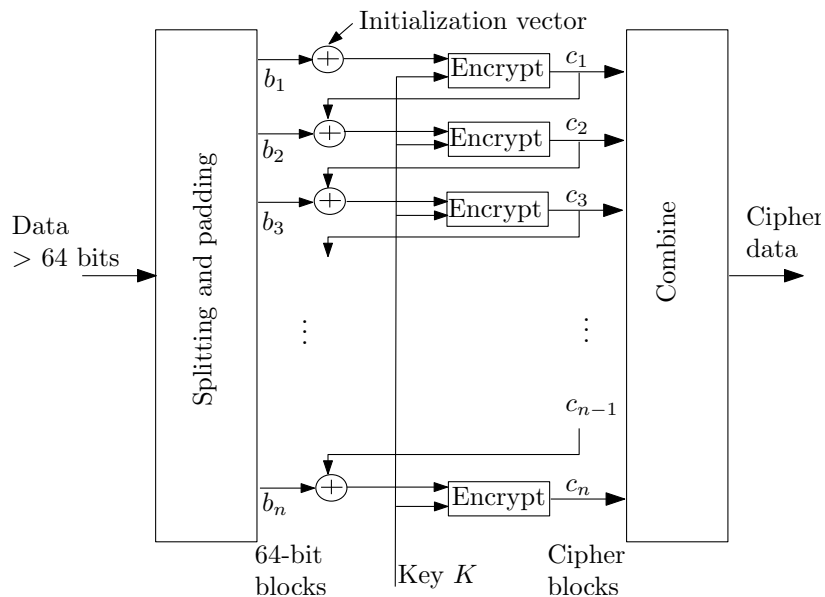 Initialization vector
b₁
+
Encrypt
c₁
b₂
+
Encrypt
c₂
b₃
+
Encrypt
c₃
Data
> 64 bits
Splitting and padding
Combine
Cipher
data
⋮
⋮
cₙ₋₁
bₙ
+
Encrypt
cₙ
64-bit
blocks
Key K
Cipher
blocks